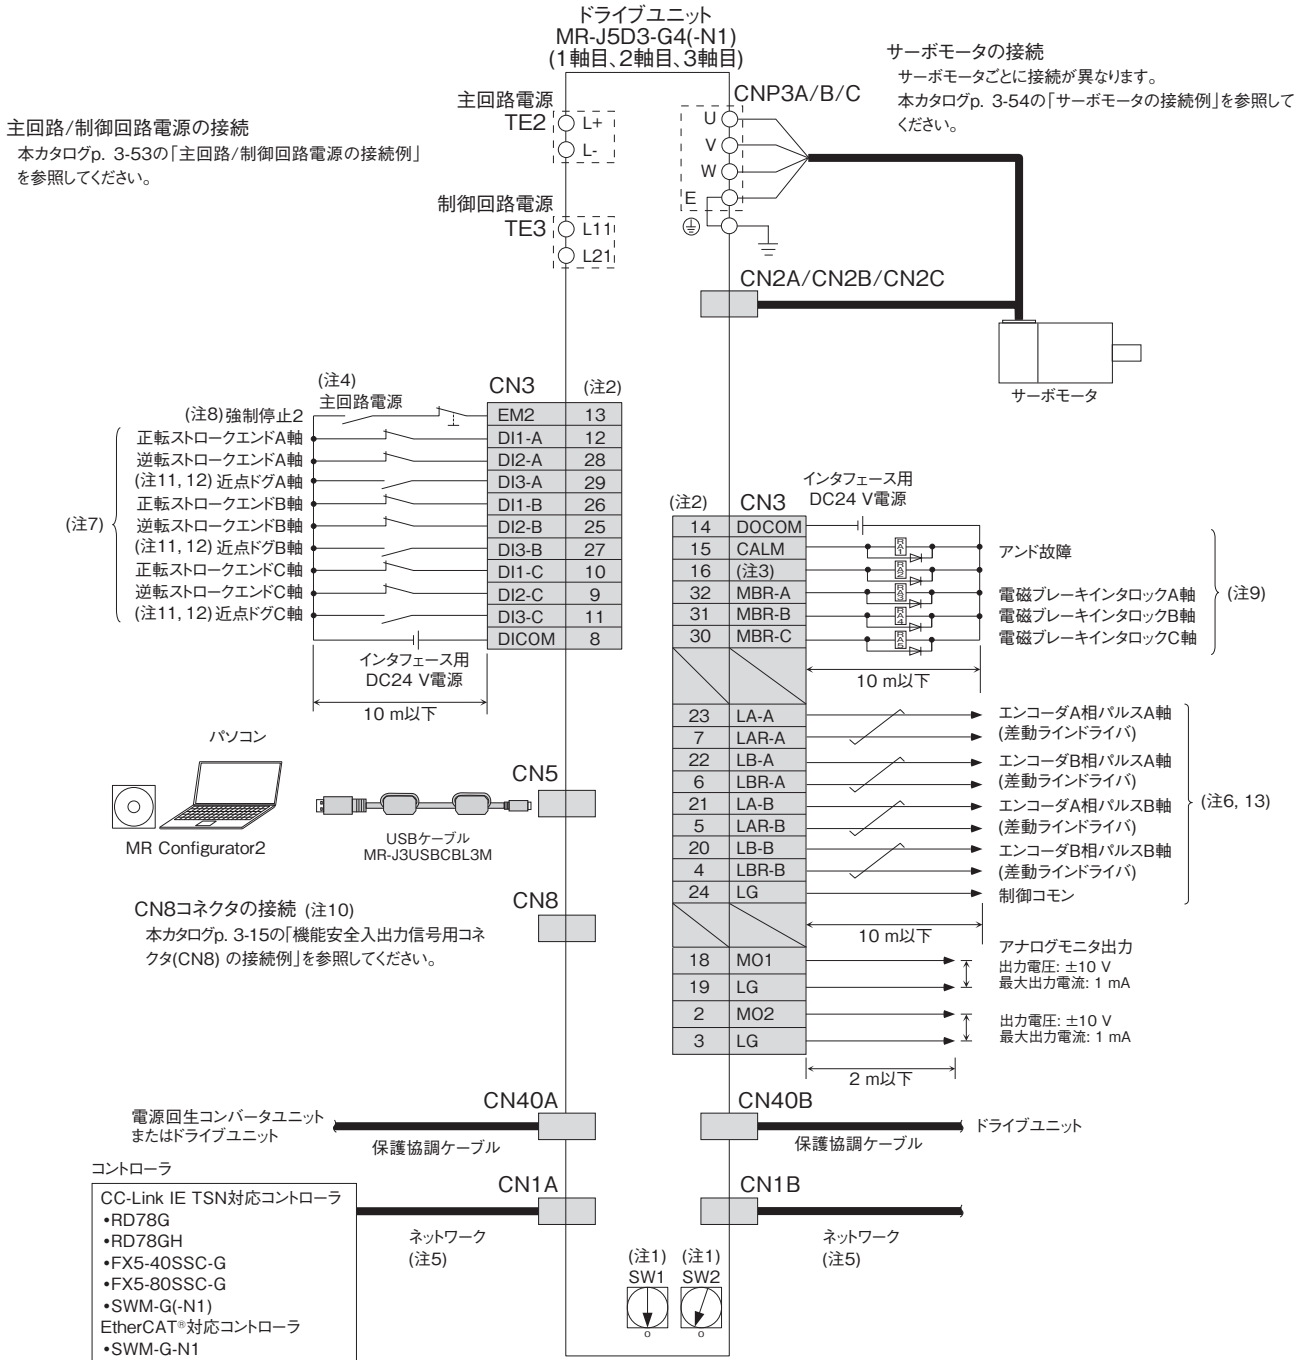 ドライブユニット
MR-J5D3-G4(-N1)
(1軸目、2軸目、3軸目)
主回路/制御回路電源の接続
本カタログp. 3-53の「主回路/制御回路電源の接続例」
を参照してください。
主回路電源
TE2
L+
L-
制御回路電源
TE3
L11
L21
CNP3A/B/C
U
V
W
E
サーボモータの接続
サーボモータごとに接続が異なります。
本カタログp. 3-54の「サーボモータの接続例」を参照して
ください。
CN2A/CN2B/CN2C
サーボモータ
(注4)
主回路電源
CN3 (注2)
(注8)強制停止2 EM2 13
正転ストロークエンドA軸 DI1-A 12
逆転ストロークエンドA軸 DI2-A 28
(注11, 12)近点ドグA軸 DI3-A 29
正転ストロークエンドB軸 DI1-B 26
逆転ストロークエンドB軸 DI2-B 25
(注11, 12)近点ドグB軸 DI3-B 27
正転ストロークエンドC軸 DI1-C 10
逆転ストロークエンドC軸 DI2-C 9
(注11, 12)近点ドグC軸 DI3-C 11
DICOM 8
(注7)
インタフェース用
DC24 V電源
10 m以下
インタフェース用
DC24 V電源
(注2) CN3
14 DOCOM
15 CALM RA1 アンド故障
16 (注3) RA2
32 MBR-A RA3 電磁ブレーキインタロックA軸
31 MBR-B RA4 電磁ブレーキインタロックB軸
30 MBR-C RA5 電磁ブレーキインタロックC軸
(注9)
10 m以下
23 LA-A エンコーダA相パルスA軸
7 LAR-A (差動ラインドライバ)
22 LB-A エンコーダB相パルスA軸
6 LBR-A (差動ラインドライバ)
21 LA-B エンコーダA相パルスB軸
5 LAR-B (差動ラインドライバ)
20 LB-B エンコーダB相パルスB軸
4 LBR-B (差動ラインドライバ)
24 LG 制御コモン
(注6, 13)
10 m以下
アナログモニタ出力
18 MO1 出力電圧: ±10 V
19 LG 最大出力電流: 1 mA
2 MO2 出力電圧: ±10 V
3 LG 最大出力電流: 1 mA
2 m以下
パソコン
MR Configurator2
USBケーブル
MR-J3USBCBL3M
CN5
CN8
CN8コネクタの接続 (注10)
本カタログp. 3-15の「機能安全入出力信号用コネ
クタ(CN8) の接続例」を参照してください。
電源回生コンバータユニット
またはドライブユニット
保護協調ケーブル
CN40A
CN40B
保護協調ケーブル
ドライブユニット
コントローラ
CC-Link IE TSN対応コントローラ
•RD78G
•RD78GH
•FX5-40SSC-G
•FX5-80SSC-G
•SWM-G(-N1)
EtherCAT®対応コントローラ
•SWM-G-N1
CN1A
ネットワーク
(注5)
CN1B
ネットワーク
(注5)
(注1) (注1)
SW1 SW2
0 0